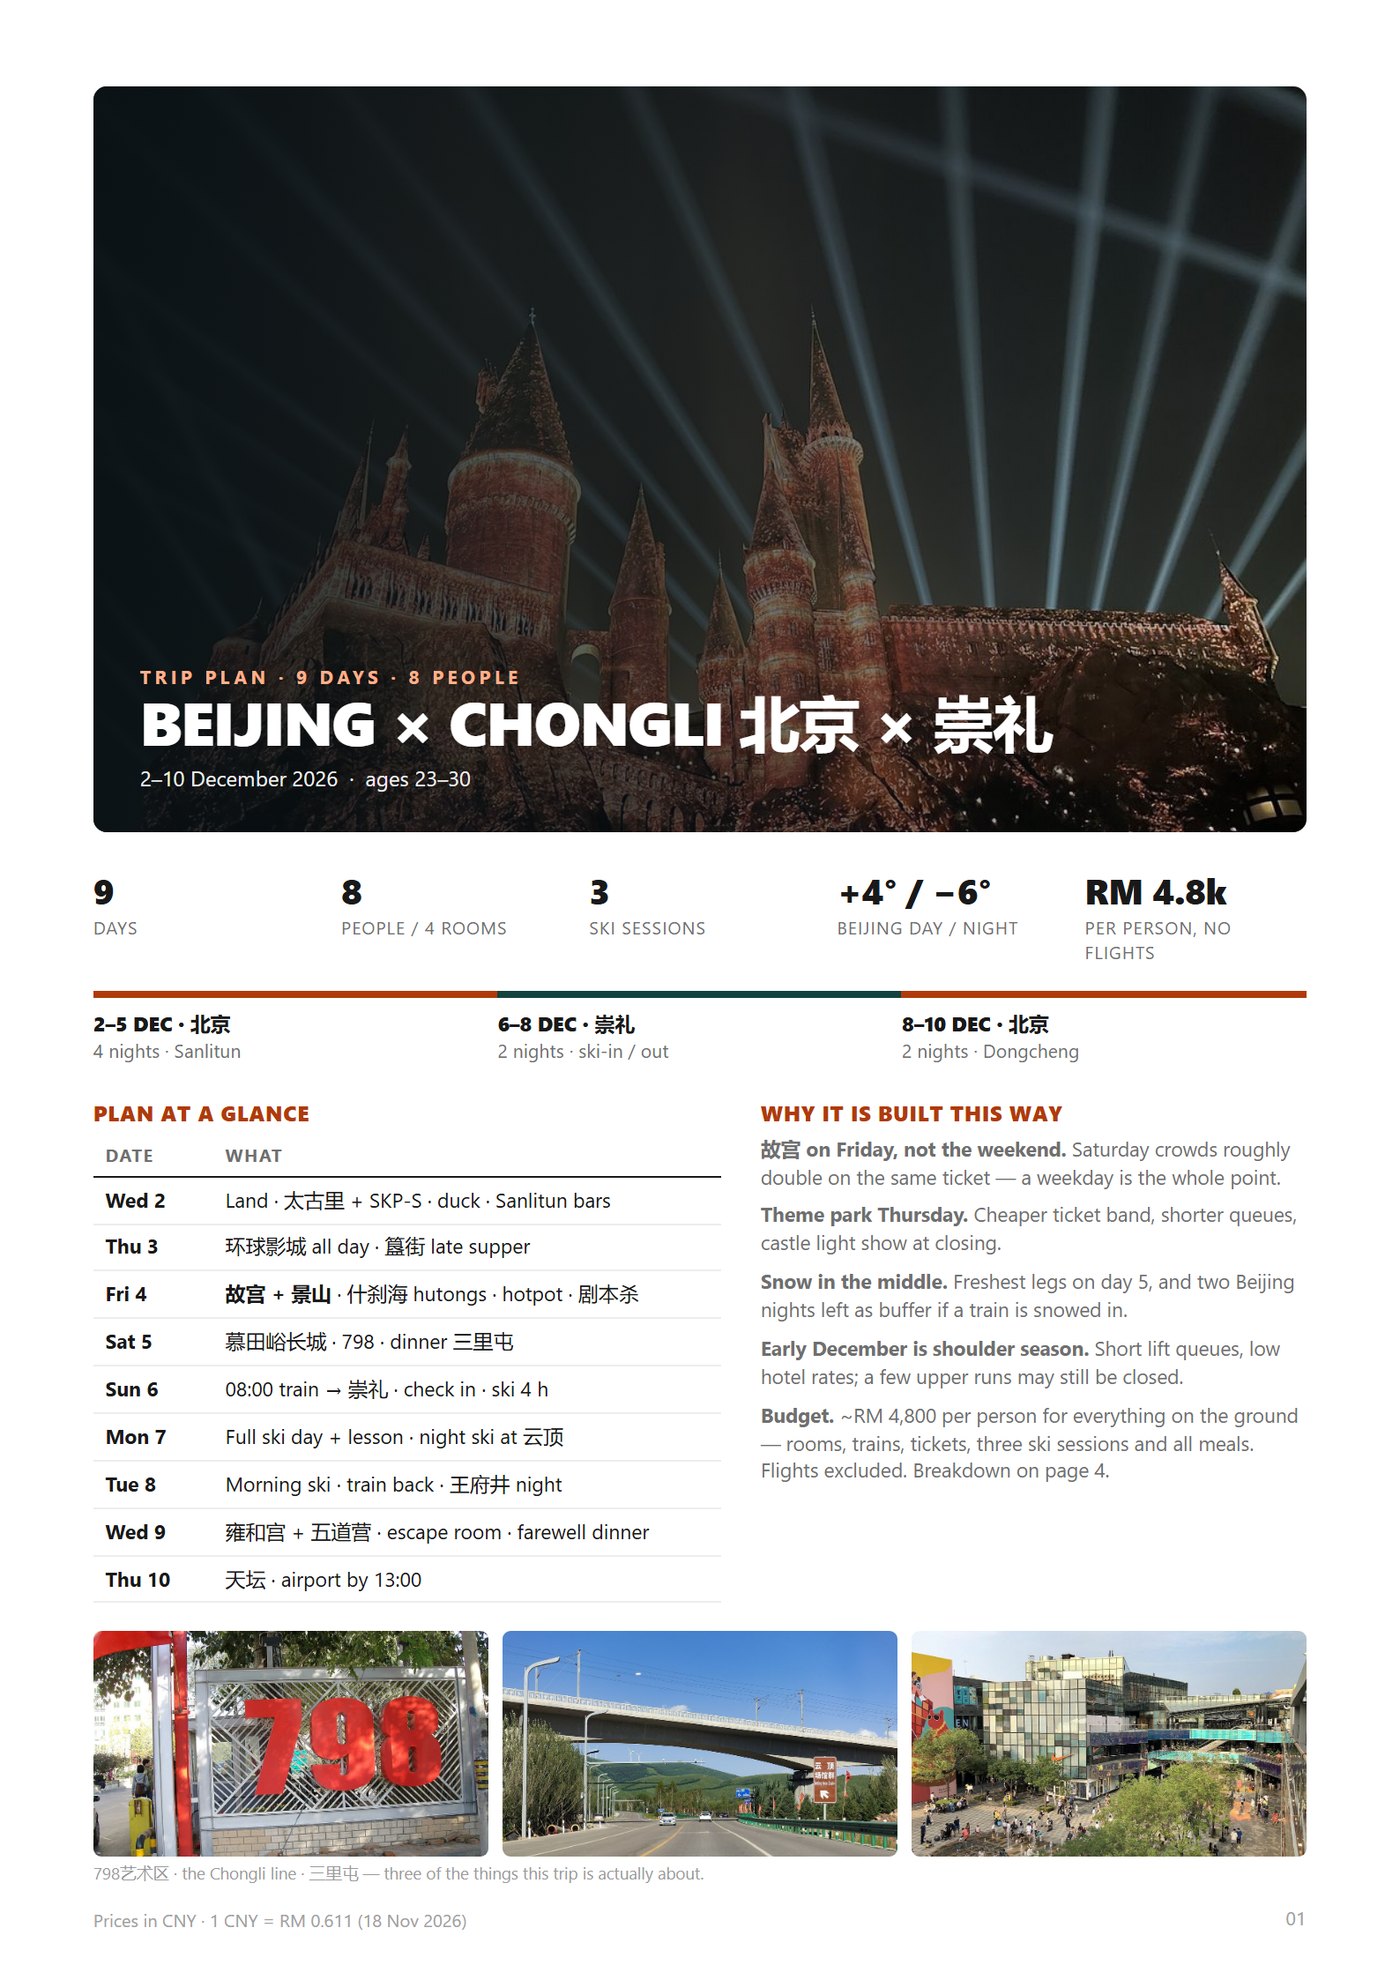 TRIP PLAN · 9 DAYS · 8 PEOPLE
BEIJING × CHONGLI 北京 × 崇礼
2–10 December 2026 · ages 23–30
9
DAYS
8
PEOPLE / 4 ROOMS
3
SKI SESSIONS
+4° / −6°
BEIJING DAY / NIGHT
RM 4.8k
PER PERSON, NO
FLIGHTS
2–5 DEC · 北京
4 nights · Sanlitun
6–8 DEC · 崇礼
2 nights · ski-in / out
8–10 DEC · 北京
2 nights · Dongcheng
PLAN AT A GLANCE
DATE WHAT
Wed 2 Land · 太古里 + SKP-S · duck · Sanlitun bars
Thu 3 环球影城 all day · 簋街 late supper
Fri 4 故宫 + 景山 · 什刹海 hutongs · hotpot · 剧本杀
Sat 5 慕田峪长城 · 798 · dinner 三里屯
Sun 6 08:00 train → 崇礼 · check in · ski 4 h
Mon 7 Full ski day + lesson · night ski at 云顶
Tue 8 Morning ski · train back · 王府井 night
Wed 9 雍和宫 + 五道营 · escape room · farewell dinner
Thu 10 天坛 · airport by 13:00
WHY IT IS BUILT THIS WAY
故宫 on Friday, not the weekend. Saturday crowds roughly
double on the same ticket — a weekday is the whole point.
Theme park Thursday. Cheaper ticket band, shorter queues,
castle light show at closing.
Snow in the middle. Freshest legs on day 5, and two Beijing
nights left as buffer if a train is snowed in.
Early December is shoulder season. Short lift queues, low
hotel rates; a few upper runs may still be closed.
Budget. ~RM 4,800 per person for everything on the ground
— rooms, trains, tickets, three ski sessions and all meals.
Flights excluded. Breakdown on page 4.
798
云顶
场馆群
798艺术区 · the Chongli line · 三里屯 — three of the things this trip is actually about.
Prices in CNY · 1 CNY = RM 0.611 (18 Nov 2026)
01